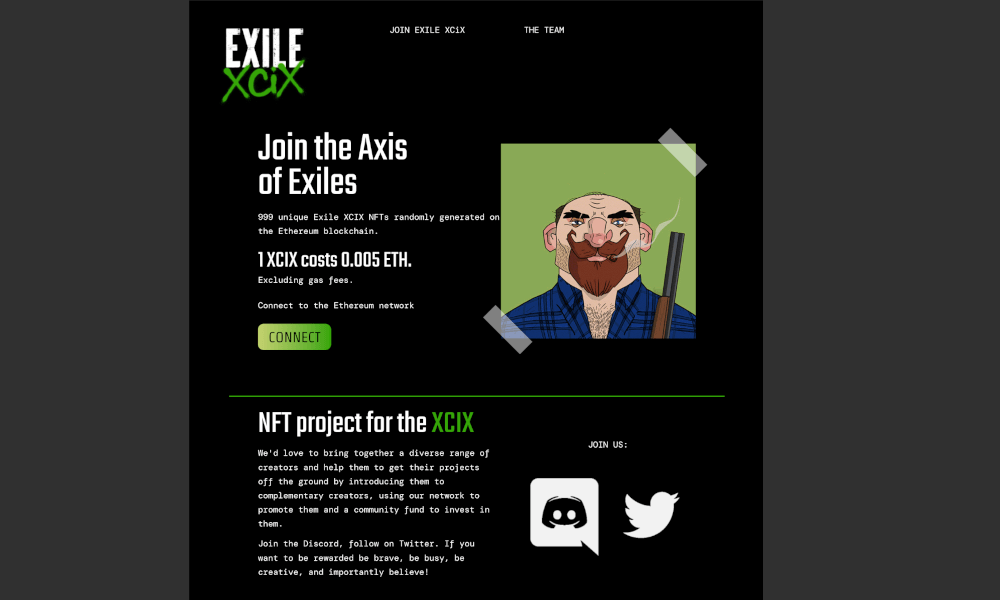 EXILE
XCiX
JOIN EXILE XCiX
THE TEAM
Join the Axis
of Exiles
999 unique Exile XCIX NFTs randomly generated on
the Ethereum blockchain.
1 XCIX costs 0.005 ETH.
Excluding gas fees.
Connect to the Ethereum network
CONNECT
NFT project for the XCIX
We'd love to bring together a diverse range of
creators and help them to get their projects
off the ground by introducing them to
complementary creators, using our network to
promote them and a community fund to invest in
them.
Join the Discord, follow on Twitter. If you
want to be rewarded be brave, be busy, be
creative, and importantly believe!
JOIN US: